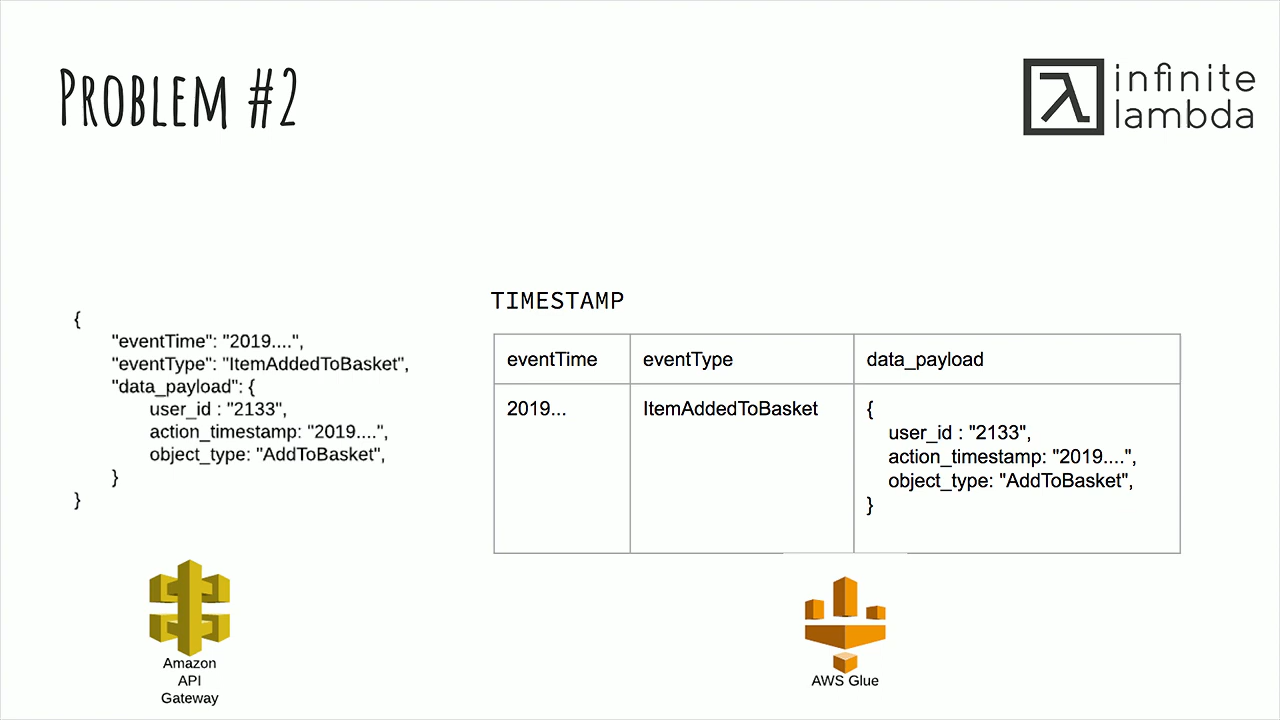 PROBLEM #2
infinite
lambda
{
"eventTime": "2019....",
"eventType": "ItemAddedToBasket",
"data_payload": {
user_id : "2133",
action_timestamp: "2019....",
object_type: "AddToBasket",
}
}
Amazon
API
Gateway
TIMESTAMP
eventTime eventType data_payload
2019... ItemAddedToBasket {
user_id : "2133",
action_timestamp: "2019....",
object_type: "AddToBasket",
}
AWS Glue